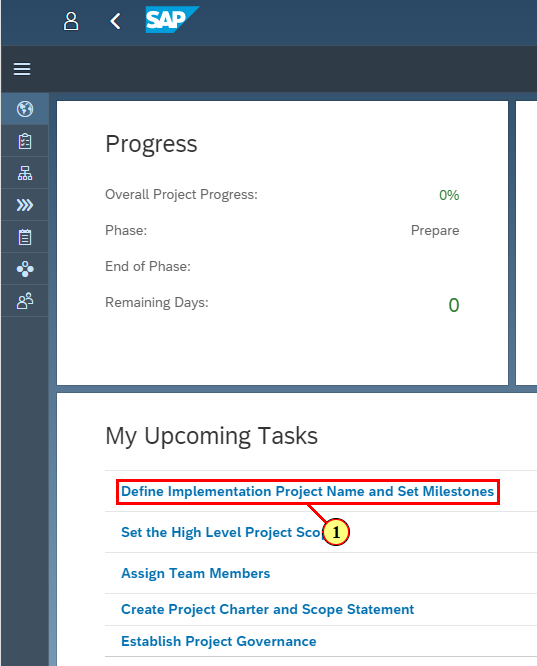 SAP
Progress
Overall Project Progress: 0%
Phase: Prepare
End of Phase:
Remaining Days: 0
My Upcoming Tasks
Define Implementation Project Name and Set Milestones
Set the High Level Project Scop
1
Assign Team Members
Create Project Charter and Scope Statement
Establish Project Governance